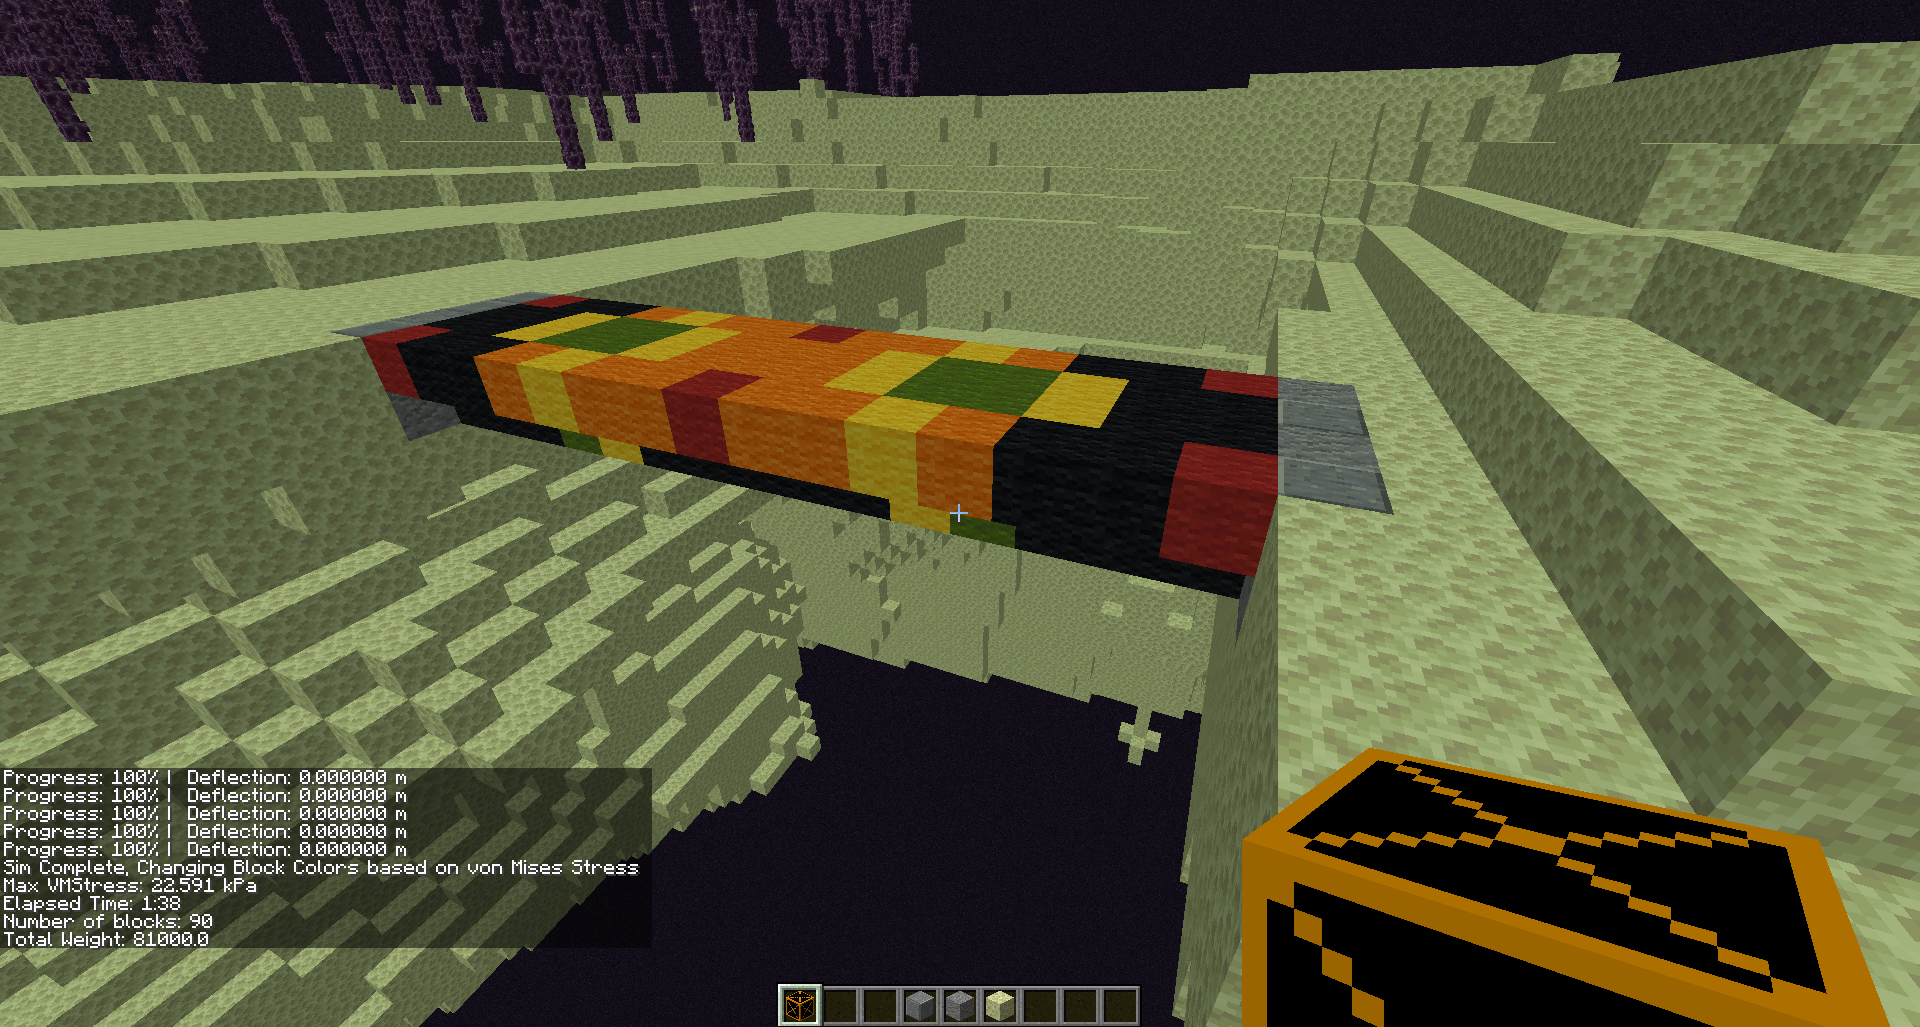 Progress: 100% | Deflection: 0.000000 m
Progress: 100% | Deflection: 0.000000 m
Progress: 100% | Deflection: 0.000000 m
Progress: 100% | Deflection: 0.000000 m
Progress: 100% | Deflection: 0.000000 m
Sim Complete, Changing Block Colors based on von Mises Stress
Max VMStress: 22.591 kPa
Elapsed Time: 1:38
Number of blocks: 90
Total Weight: 81000.0